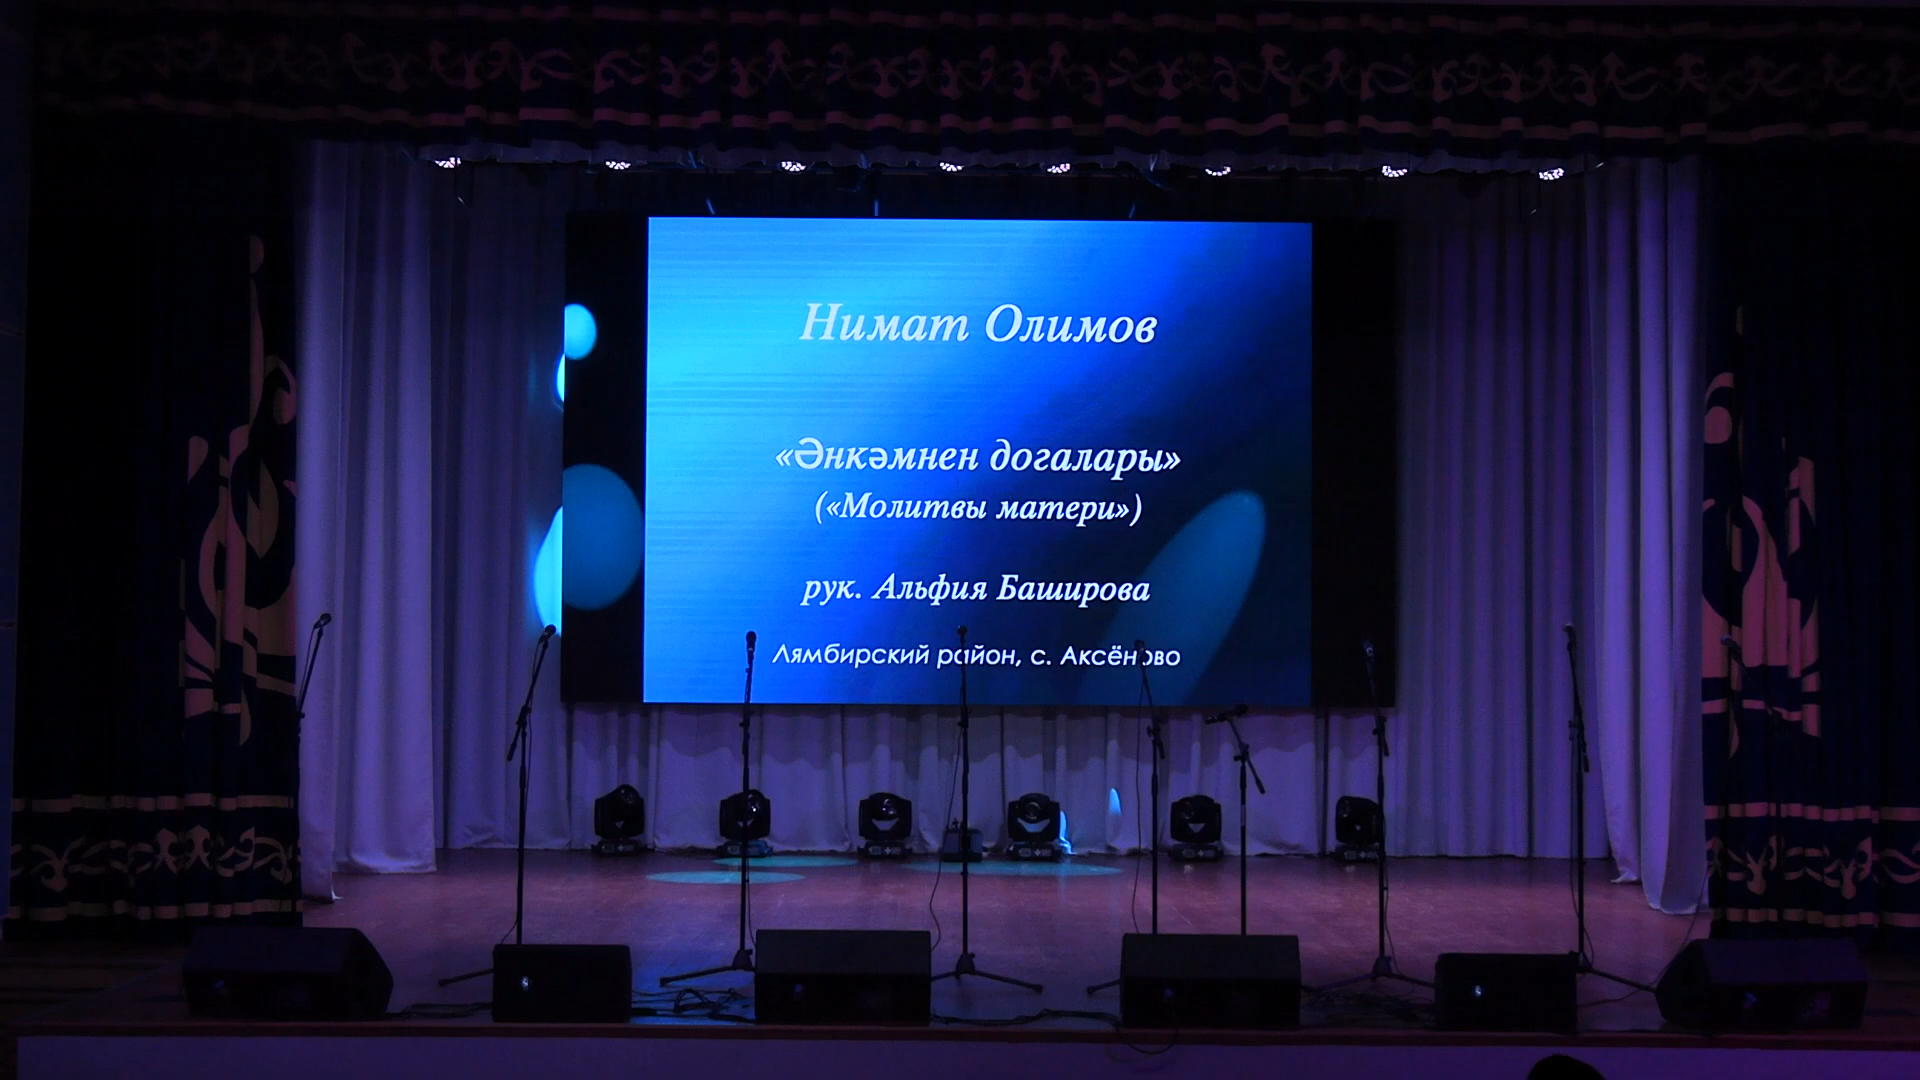 Нимат Олимов
«Әнкәмнен догалары»
(«Молитвы матери»)
рук. Альфия Баширова
Лямбирский район, с. Аксёново